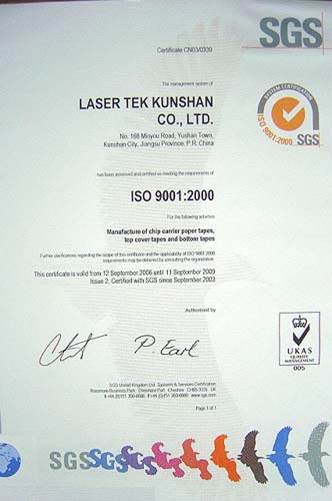 SGS
Certificate CN03/0309
The management system of
LASER TEK KUNSHAN
CO., LTD.
No. 168 Minyou Road, Yushan Town,
Kunshan City, Jiangsu Province, P.R. China
SYSTEM CERTIFICATION
ISO 9001:2000
SGS
has been assessed and certified as meeting the requirements of
ISO 9001:2000
For the following activities
Manufacture of chip carrier paper tapes,
top cover tapes and bottom tapes
Further clarifications regarding the scope of this certificate and the applicability of ISO 9001:2000
requirements may be obtained by consulting the organization
This certificate is valid from 12 September 2006 until 11 September 2009
Issue 2. Certified with SGS since September 2003
Authorised by
P. Earl
UKAS
QUALITY
MANAGEMENT
005
SGS United Kingdom Ltd Systems & Services Certification
Rossmore Business Park Ellesmere Port Cheshire CH65 3EN UK
t +44 (0)151 350-6666 f +44 (0)151 350-6600 www.sgs.com
Page 1 of 1
SGS SGS SGS SGS